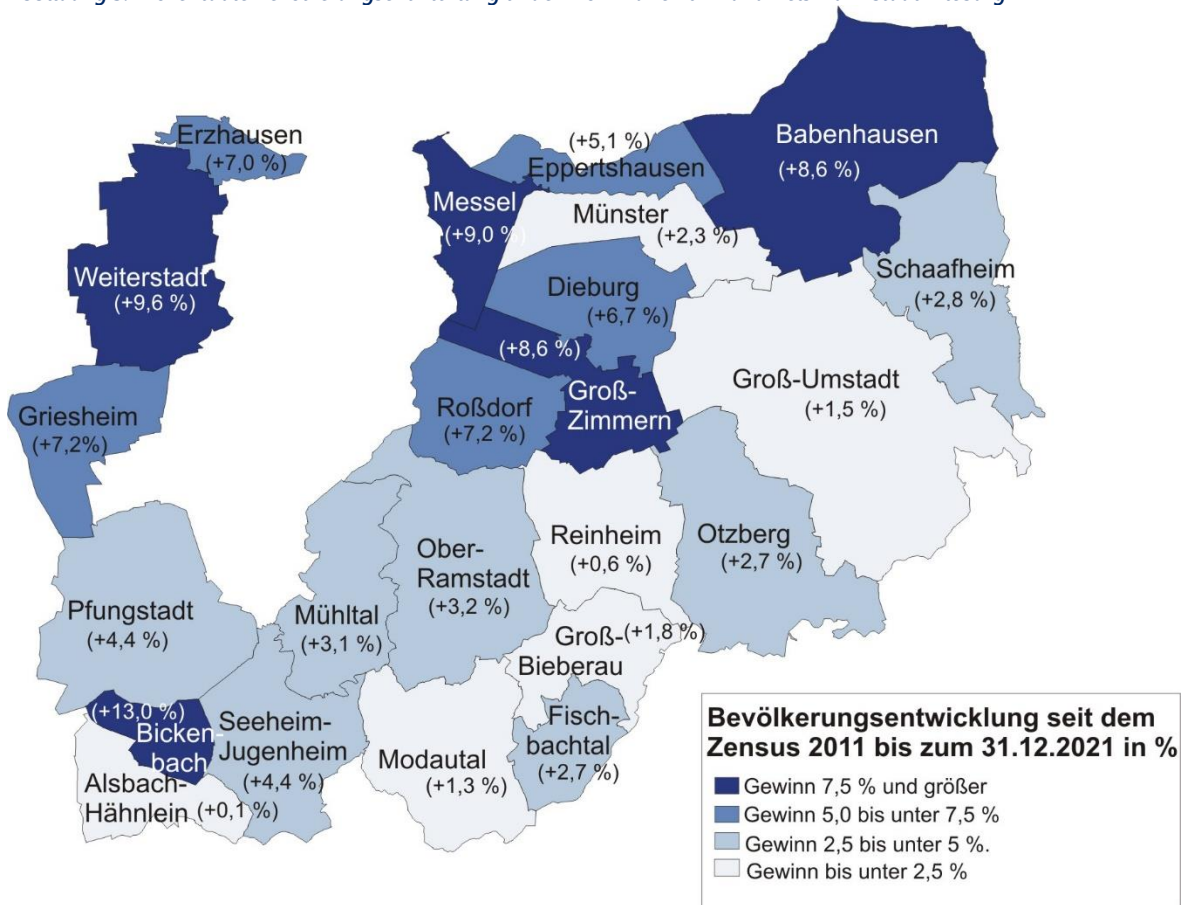 Erzhausen
(+7,0 %)
(+5,1 %)
Eppertshausen
Babenhausen
(+8,6 %)
Messel
(+9,0 %)
Münster
(+2,3 %)
Weiterstadt
(+9,6 %)
Dieburg
(+6,7 %)
Schaafheim
(+2,8 %)
(+8,6 %)
Groß-
Zimmern
Groß-Umstadt
(+1,5 %)
Griesheim
(+7,2%)
Roßdorf
(+7,2 %)
Reinheim
(+0,6 %)
Otzberg
(+2,7 %)
Ober-
Ramstadt
(+3,2 %)
Pfungstadt
(+4,4 %)
Mühltal
(+3,1 %)
Groß-
Bieberau
(+1,8 %)
(+13,0 %)
Bicken-
bach
Seeheim-
Jugenheim
(+4,4 %)
Modautal
(+1,3 %)
Fisch-
bachtal
(+2,7 %)
Alsbach-
Hähnlein
(+0,1 %)
Bevölkerungsentwicklung seit dem
Zensus 2011 bis zum 31.12.2021 in %
Gewinn 7,5 % und größer
Gewinn 5,0 bis unter 7,5 %
Gewinn 2,5 bis unter 5 %.
Gewinn bis unter 2,5 %